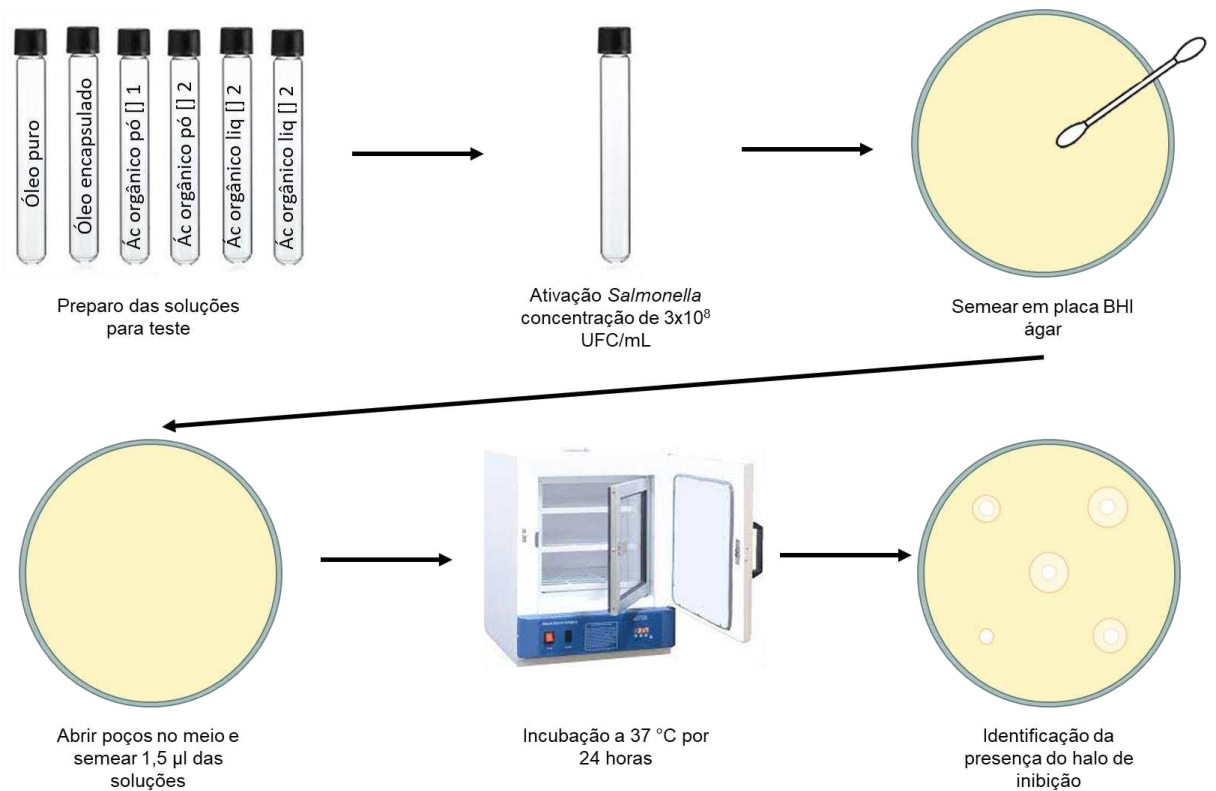 Óleo puro
Óleo encapsulado
Ác orgânico pó [] 1
Ác orgânico pó [] 2
Ác orgânico liq [] 2
Ác orgânico liq [] 2
Preparo das soluções
para teste
Ativação Salmonella
concentração de 3x10⁸
UFC/mL
Semear em placa BHI
ágar
Abrir poços no meio e
semear 1,5 µl das
soluções
Incubação a 37 °C por
24 horas
Identificação da
presença do halo de
inibição